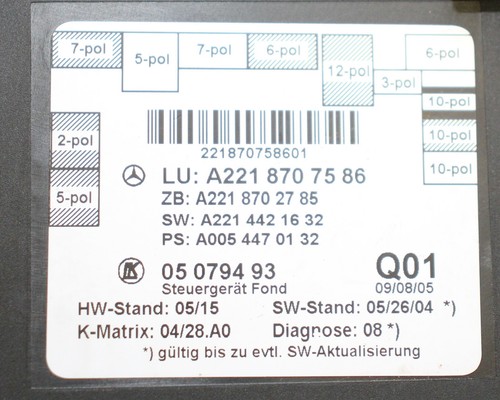 7-pol
5-pol
7-pol
6-pol
12-pol
3-pol
6-pol
10-pol
10-pol
10-pol
2-pol
5-pol
221870758601
LU: A221 870 75 86
ZB: A221 870 27 85
SW: A221 442 16 32
PS: A005 447 01 32
05 0794 93
Steuergerät Fond
Q01
09/08/05
HW-Stand: 05/15 SW-Stand: 05/26/04 *)
K-Matrix: 04/28.A0 Diagnose: 08 *)
*) gültig bis zu evtl. SW-Aktualisierung